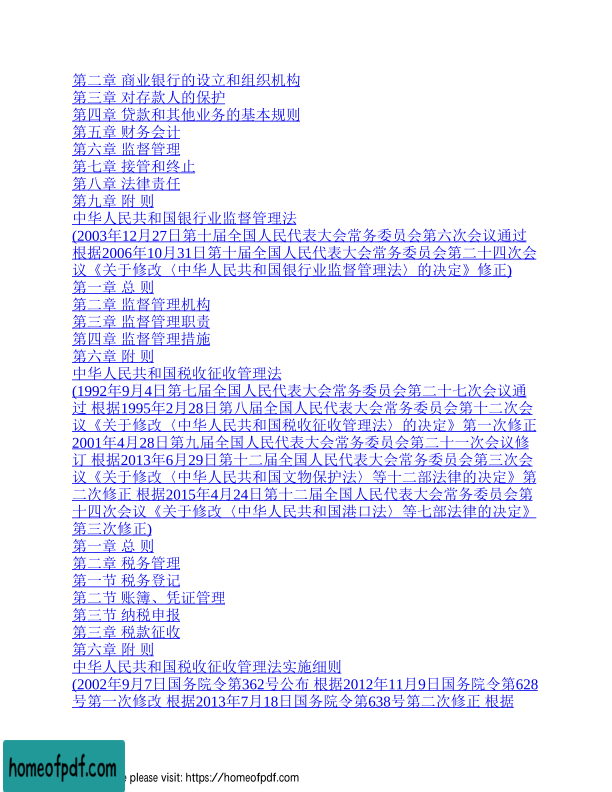 第二章 商业银行的设立和组织机构
第三章 对存款人的保护
第四章 贷款和其他业务的基本规则
第五章 财务会计
第六章 监督管理
第七章 接管和终止
第八章 法律责任
第九章 附 则
中华人民共和国银行业监督管理法
(2003年12月27日第十届全国人民代表大会常务委员会第六次会议通过
根据2006年10月31日第十届全国人民代表大会常务委员会第二十四次会
议《关于修改〈中华人民共和国银行业监督管理法〉的决定》修正)
第一章 总 则
第二章 监督管理机构
第三章 监督管理职责
第四章 监督管理措施
第六章 附 则
中华人民共和国税收征收管理法
(1992年9月4日第七届全国人民代表大会常务委员会第二十七次会议通
过 根据1995年2月28日第八届全国人民代表大会常务委员会第十二次会
议《关于修改〈中华人民共和国税收征收管理法〉的决定》第一次修正
2001年4月28日第九届全国人民代表大会常务委员会第二十一次会议修
订 根据2013年6月29日第十二届全国人民代表大会常务委员会第三次会
议《关于修改〈中华人民共和国文物保护法〉等十二部法律的决定》第
二次修正 根据2015年4月24日第十二届全国人民代表大会常务委员会第
十四次会议《关于修改〈中华人民共和国港口法〉等七部法律的决定》
第三次修正)
第一章 总 则
第二章 税务管理
第一节 税务登记
第二节 账簿、凭证管理
第三节 纳税申报
第三章 税款征收
第六章 附 则
中华人民共和国税收征收管理法实施细则
(2002年9月7日国务院令第362号公布 根据2012年11月9日国务院令第628
号第一次修改 根据2013年7月18日国务院令第638号第二次修正 根据
homeofpdf.com
e please visit: https://homeofpdf.com